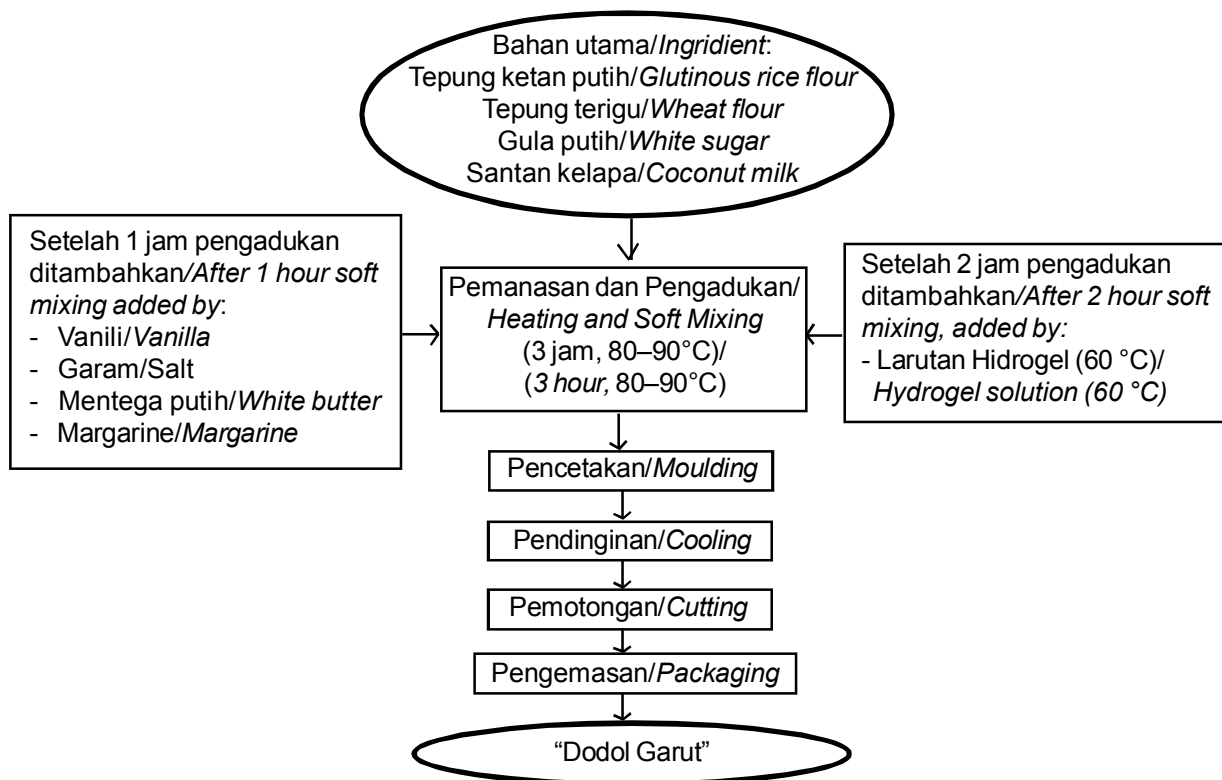 Bahan utama/Ingridient:
Tepung ketan putih/Glutinous rice flour
Tepung terigu/Wheat flour
Gula putih/White sugar
Santan kelapa/Coconut milk
Setelah 1 jam pengadukan
ditambahkan/After 1 hour soft
mixing added by:
- Vanili/Vanilla
- Garam/Salt
- Mentega putih/White butter
- Margarine/Margarine
Pemanasan dan Pengadukan/
Heating and Soft Mixing
(3 jam, 80–90°C)/
(3 hour, 80–90°C)
Setelah 2 jam pengadukan
ditambahkan/After 2 hour soft
mixing, added by:
- Larutan Hidrogel (60 °C)/
Hydrogel solution (60 °C)
Pencetakan/Moulding
Pendinginan/Cooling
Pemotongan/Cutting
Pengemasan/Packaging
“Dodol Garut”